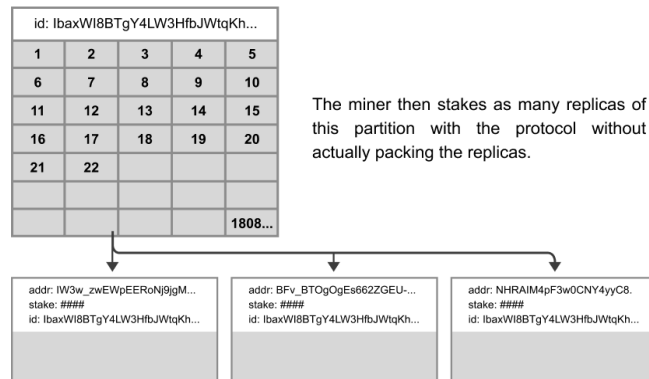 id: IbaxWI8BTgY4LW3HfbJWtqKh...
1 2 3 4 5
6 7 8 9 10
11 12 13 14 15
16 17 18 19 20
21 22
1808...
The miner then stakes as many replicas of
this partition with the protocol without
actually packing the replicas.
addr: IW3w_zwEWpEERoNj9jgM...
stake: ####
id: IbaxWI8BTgY4LW3HfbJWtqKh...
addr: BFv_BTOgOgEs662ZGEU-...
stake: ####
id: IbaxWI8BTgY4LW3HfbJWtqKh...
addr: NHRAIM4pF3w0CNY4yyC8.
stake: ####
id: IbaxWI8BTgY4LW3HfbJWtqKh...